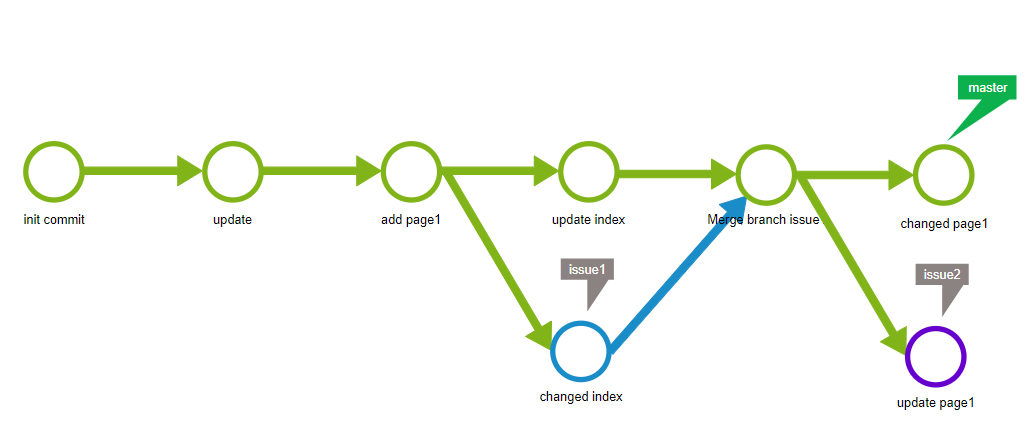 master
init commit
update
add page1
update index
Merge branch issue
changed page1
issue1
issue2
changed index
update page1